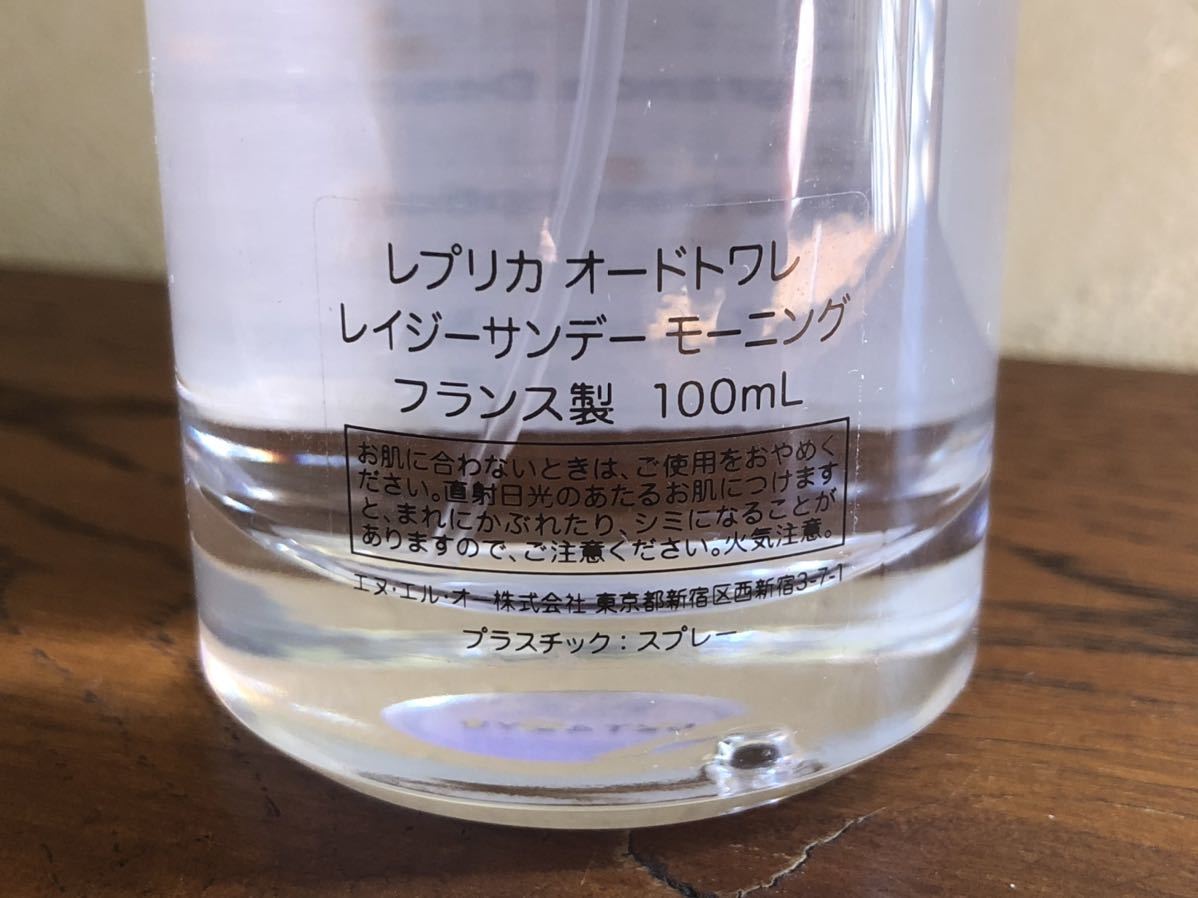 レプリカ オードトワレ
レイジーサンデー モーニング
フランス製 100mL
お肌に合わないときは、ご使用をおやめく
ださい。直射日光のあたるお肌につけます
と、まれにかぶれたり、シミになることが
ありますので、ご注意ください。火気注意。
エヌ・エル・オー株式会社 東京都新宿区西新宿3-7-1
プラスチック：スプレー